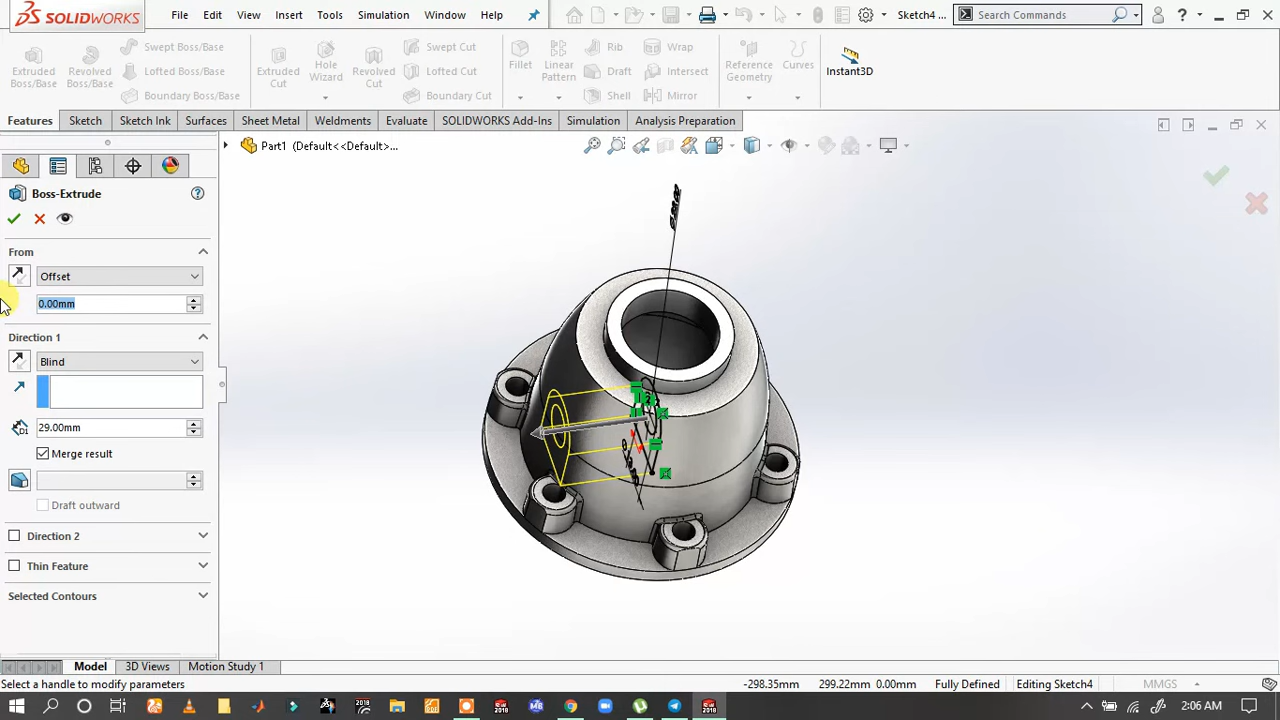 SOLIDWORKS
File Edit View Insert Tools Simulation Window Help
Sketch4 ...
Search Commands
?
Extruded Boss/Base
Revolved Boss/Base
Swept Boss/Base
Lofted Boss/Base
Boundary Boss/Base
Extruded Cut
Hole Wizard
Revolved Cut
Swept Cut
Lofted Cut
Boundary Cut
Fillet
Linear Pattern
Rib
Draft
Shell
Wrap
Intersect
Mirror
Reference Geometry
Curves
Instant3D
Features Sketch Sketch Ink Surfaces Sheet Metal Weldments Evaluate SOLIDWORKS Add-Ins Simulation Analysis Preparation
Part1 (Default<<Default>...
Boss-Extrude
From
Offset
0.00mm
Direction 1
Blind
29.00mm
Merge result
Draft outward
Direction 2
Thin Feature
Selected Contours
Model 3D Views Motion Study 1
Select a handle to modify parameters
-298.35mm 299.22mm 0.00mm Fully Defined Editing Sketch4 MMGS
2:06 AM